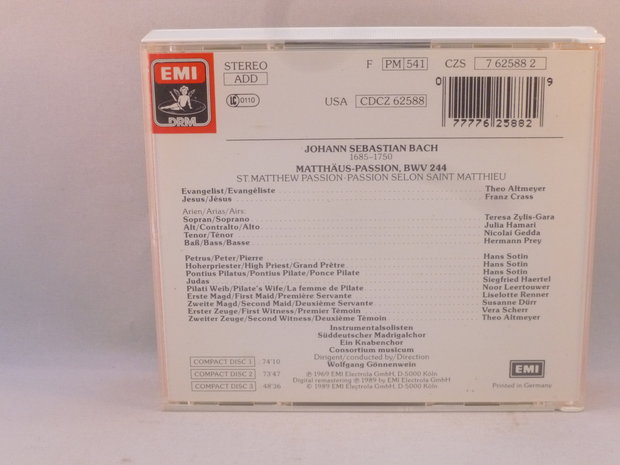 EMI
DRM
STEREO
ADD
LC 0110
F PM 541 CZS 7 62588 2
USA CDCZ 62588
0 77776 25882 9
JOHANN SEBASTIAN BACH
1685-1750
MATTHÄUS-PASSION, BWV 244
ST. MATTHEW PASSION-PASSION SELON SAINT MATTHIEU
Evangelist/Evangéliste Theo Altmeyer
Jesus/Jésus Franz Crass
Arien/Arias/Airs:
Sopran/Soprano Teresa Zylis-Gara
Alt/Contralto/Alto Julia Hamari
Tenor/Ténor Nicolai Gedda
Baß/Bass/Basse Hermann Prey
Petrus/Peter/Pierre Hans Sotin
Hoherpriester/High Priest/Grand Prêtre Hans Sotin
Pontius Pilatus/Pontius Pilate/Ponce Pilate Hans Sotin
Judas Siegfried Haertel
Pilati Weib/Pilate's Wife/La femme de Pilate Noor Leertouwer
Erste Magd/First Maid/Première Servante Liselotte Renner
Zweite Magd/Second Maid/Deuxième Servante Susanne Dürr
Erster Zeuge/First Witness/Premier Témoin Vera Scherr
Zweiter Zeuge/Second Witness/Deuxième Témoin Theo Altmeyer
Instrumentalsolisten
Süddeutscher Madrigalchor
Ein Knabenchor
Consortium musicum
Dirigent/conducted by/Direction
Wolfgang Gönnenwein
COMPACT DISC 1 : 74'10
COMPACT DISC 2 : 73'47
COMPACT DISC 3 : 48'36
℗ 1969 EMI Electrola GmbH, D-5000 Köln
Digital remastering ℗ 1989 by EMI Electrola GmbH,
© 1989 EMI Electrola GmbH, D-5000 Köln
EMI
Printed in Germany